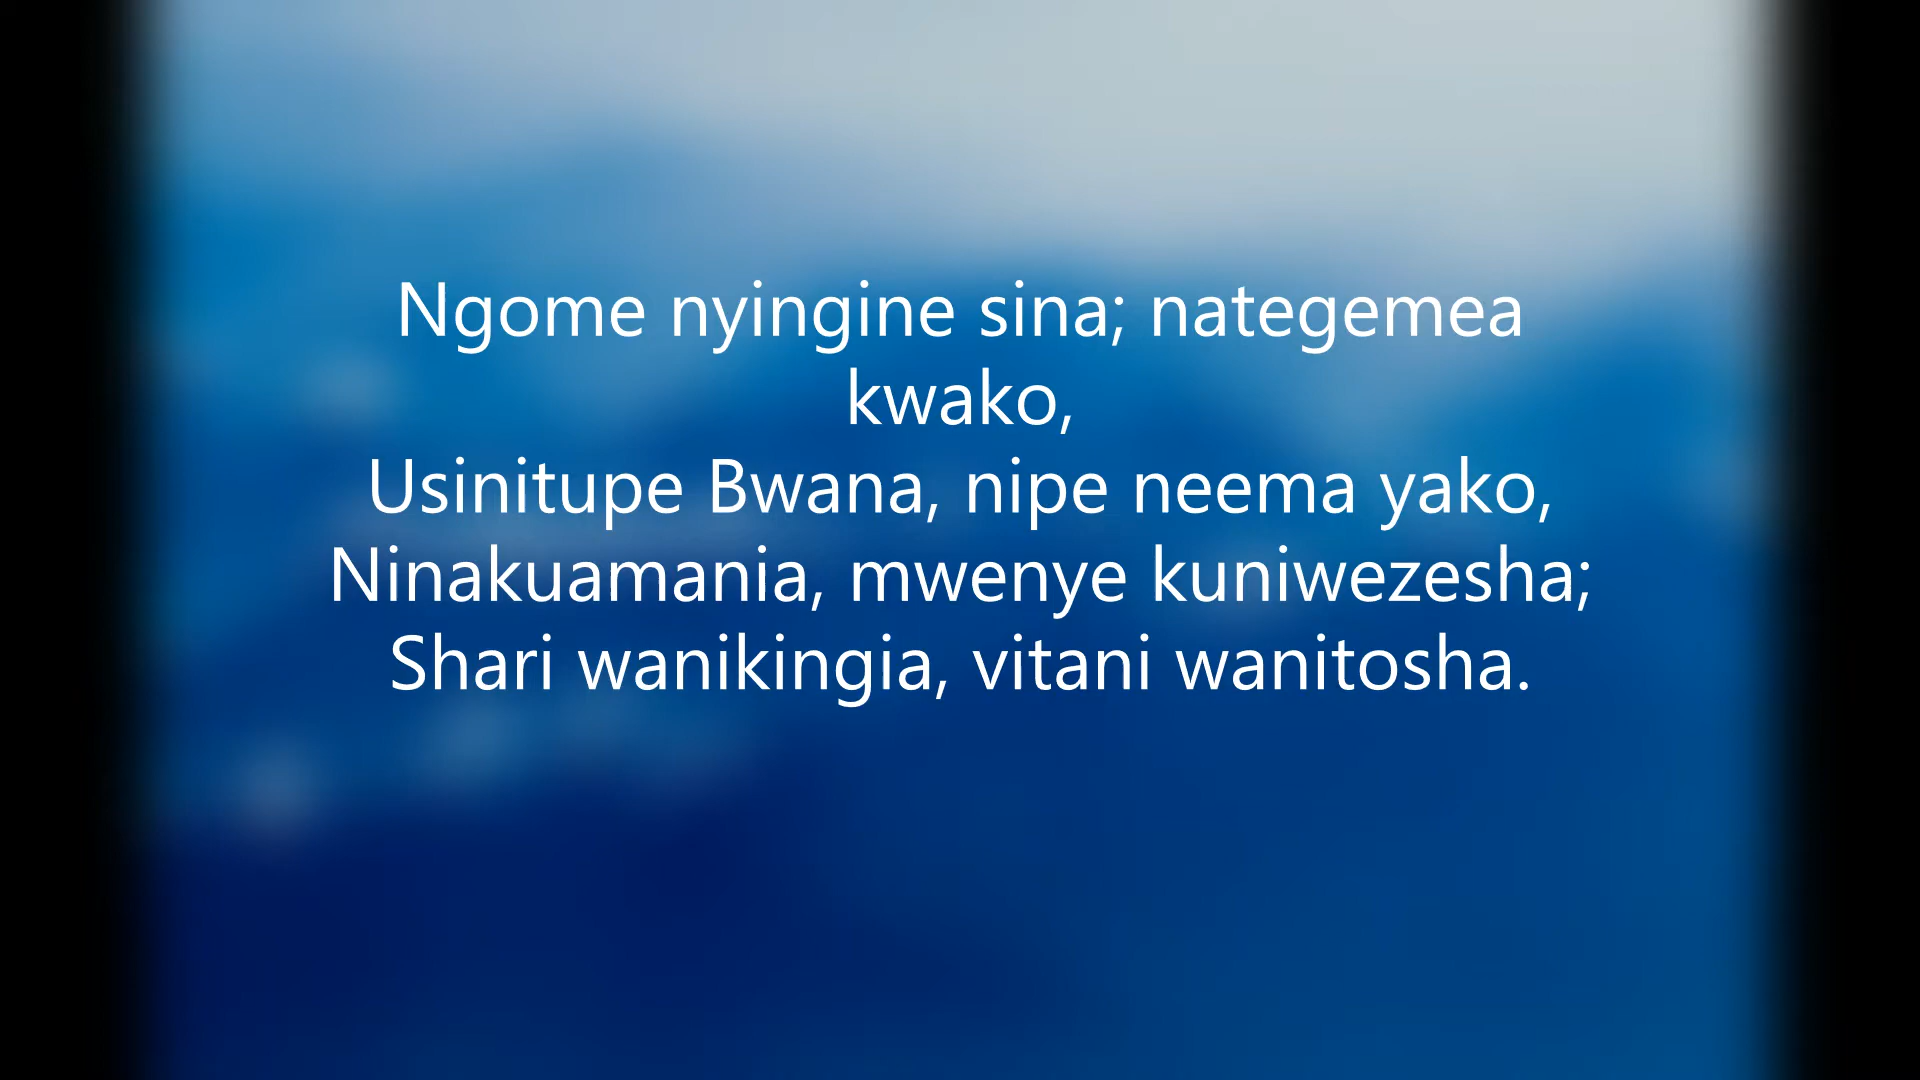 Ngome nyingine sina; nategemea
kwako,
Usinitupe Bwana, nipe neema yako,
Ninakuamania, mwenye kuniwezesha;
Shari wanikingia, vitani wanitosha.